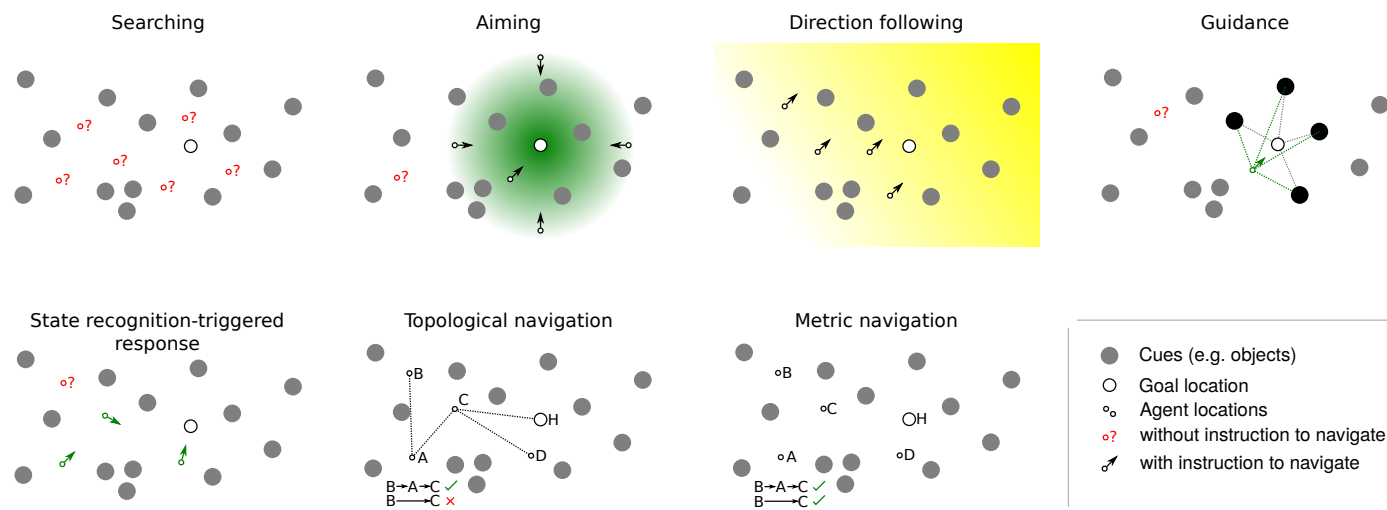 Searching
?
?
?
?
?
?
Aiming
?
Direction following
Guidance
?
State recognition-triggered
response
?
Topological navigation
B
C
H
A
D
B A C ✓
B C ×
Metric navigation
B
C
H
A
D
B A C ✓
B C ✓
Cues (e.g. objects)
Goal location
Agent locations
? without instruction to navigate
with instruction to navigate